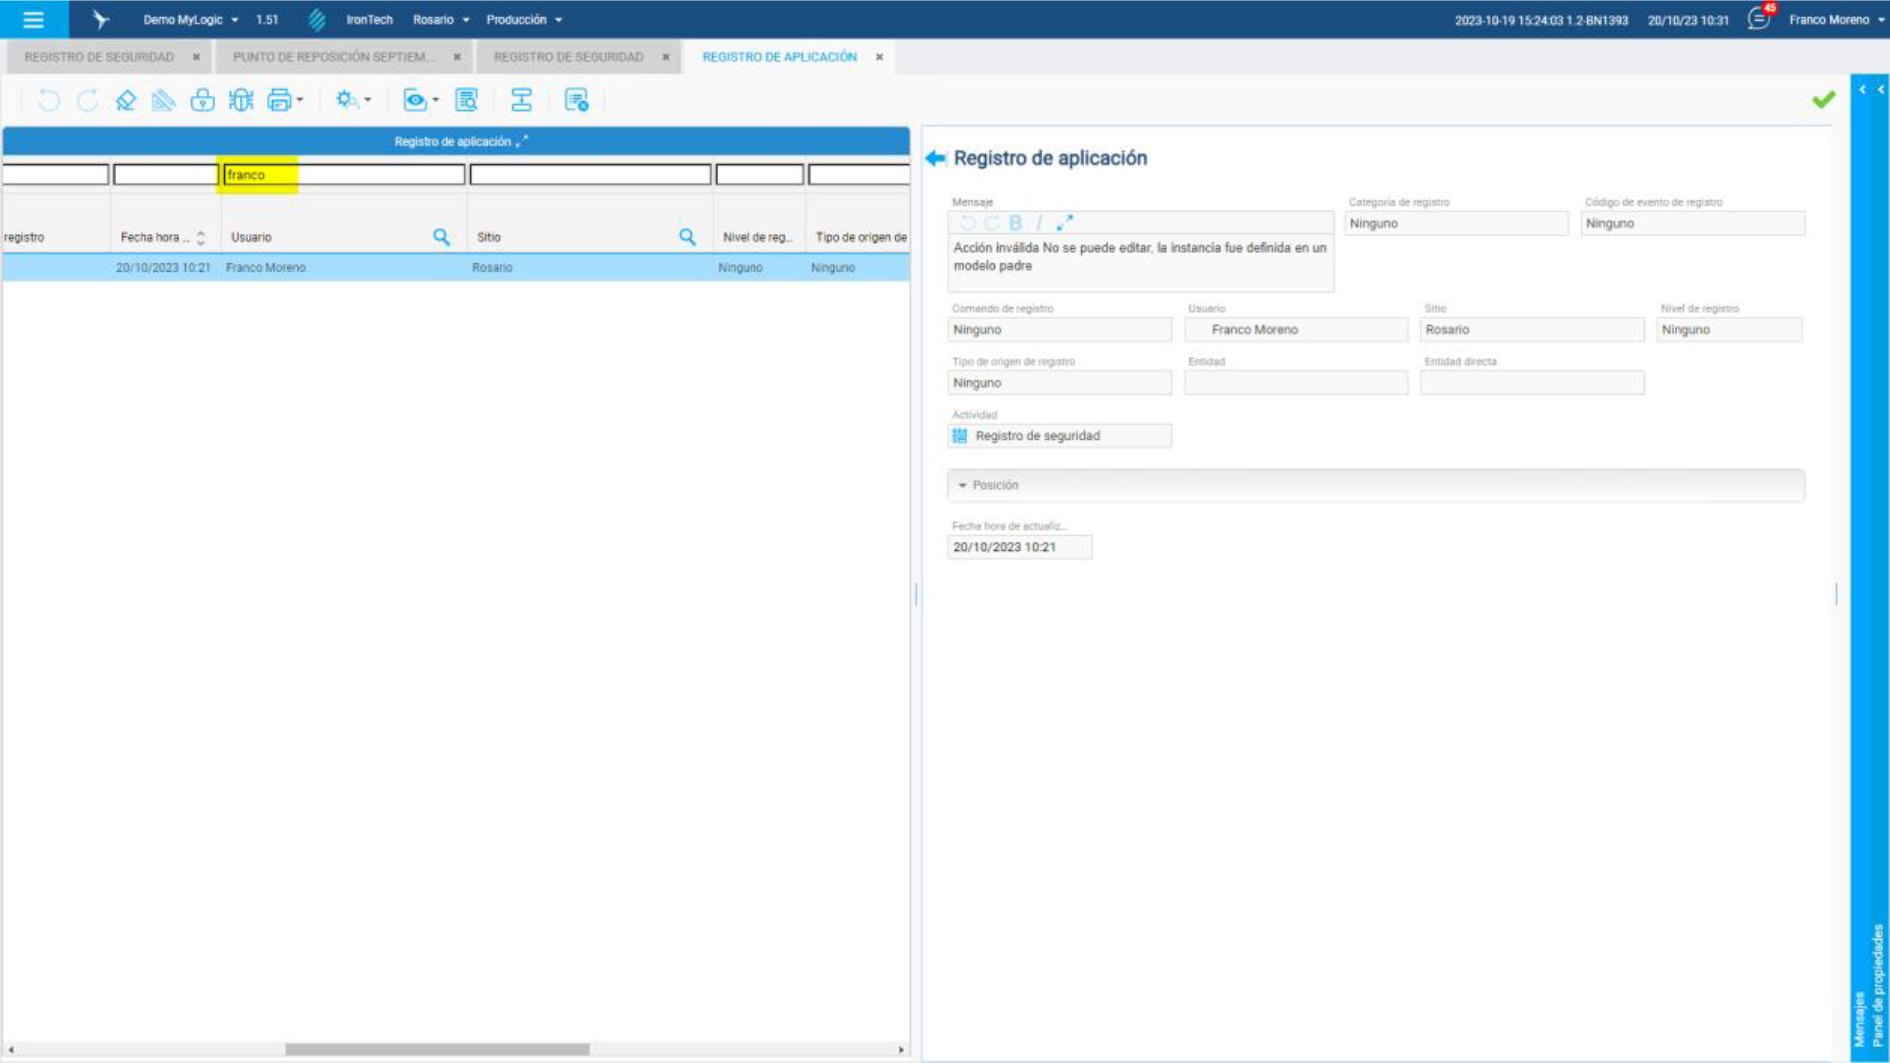 Demo MyLogic 1.51 IronTech Rosario Producción 2023-10-19 15:24:03 1.2-BN1393 20/10/23 10:31 45 Franco Moreno
REGISTRO DE SEGURIDAD PUNTO DE REPOSICIÓN SEPTIEM... REGISTRO DE SEGURIDAD REGISTRO DE APLICACIÓN
Registro de aplicación
franco
registro Fecha hora ... Usuario Sitio Nivel de reg... Tipo de origen de
20/10/2023 10:21 Franco Moreno Rosario Ninguno Ninguno
Registro de aplicación
Mensaje Categoría de registro Código de evento de registro
B I
Ninguno Ninguno
Acción inválida No se puede editar, la instancia fue definida en un
modelo padre
Comando de registro Usuario Sitio Nivel de registro
Ninguno Franco Moreno Rosario Ninguno
Tipo de origen de registro Entidad Entidad directa
Ninguno
Actividad
Registro de seguridad
Posición
Fecha hora de actualiz...
20/10/2023 10:21
Mensajes
Panel de propiedades